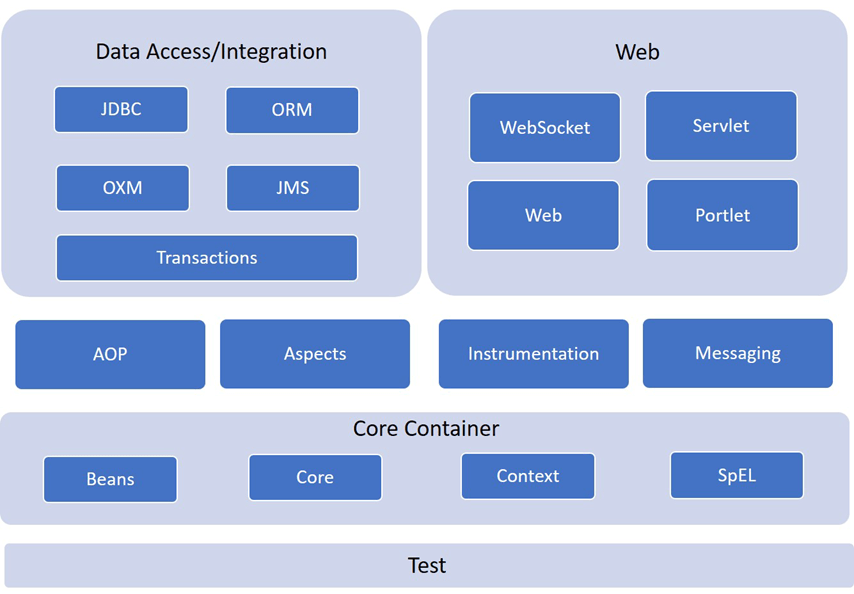 Data Access/Integration
JDBC
ORM
OXM
JMS
Transactions
Web
WebSocket
Servlet
Web
Portlet
AOP
Aspects
Instrumentation
Messaging
Core Container
Beans
Core
Context
SpEL
Test